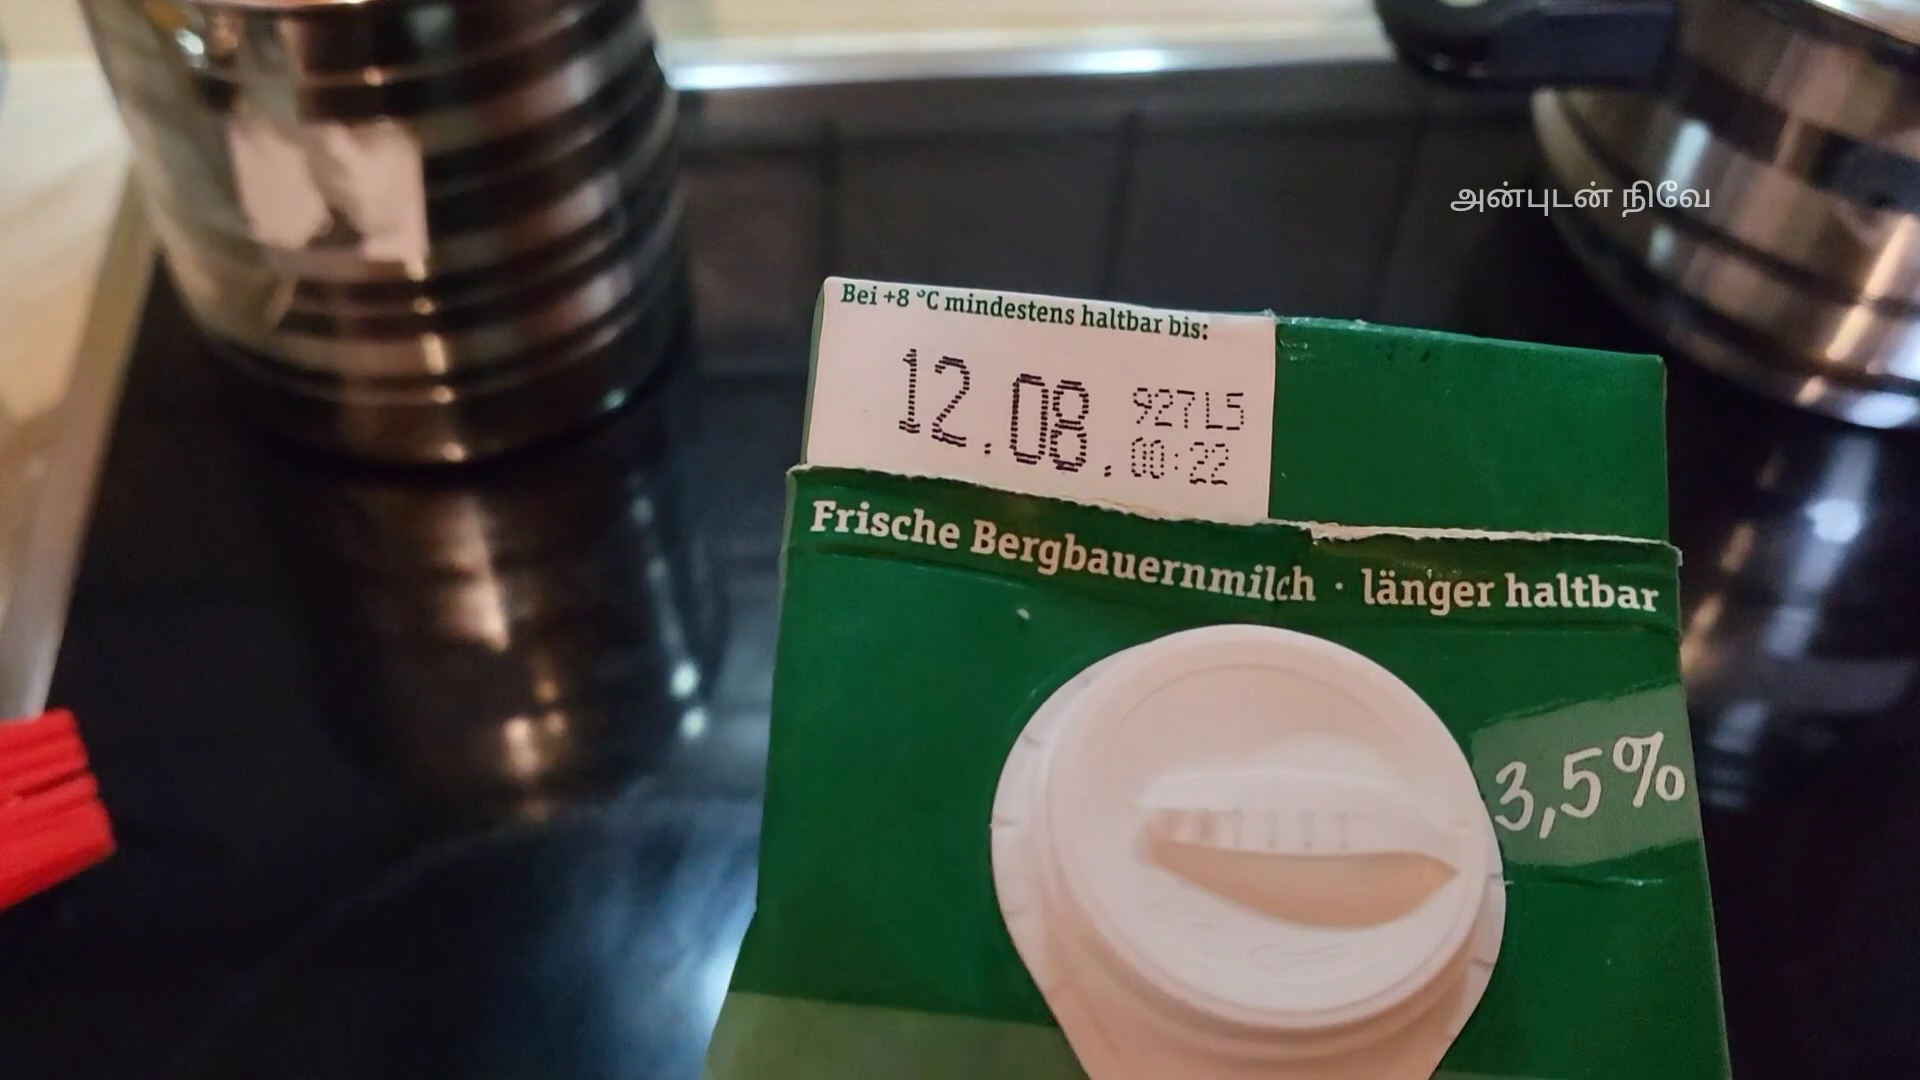 அன்புடன் நிவே
Bei +8 °C mindestens haltbar bis:
12.08. 927L5
00:22
Frische Bergbauernmilch · länger haltbar
3,5%